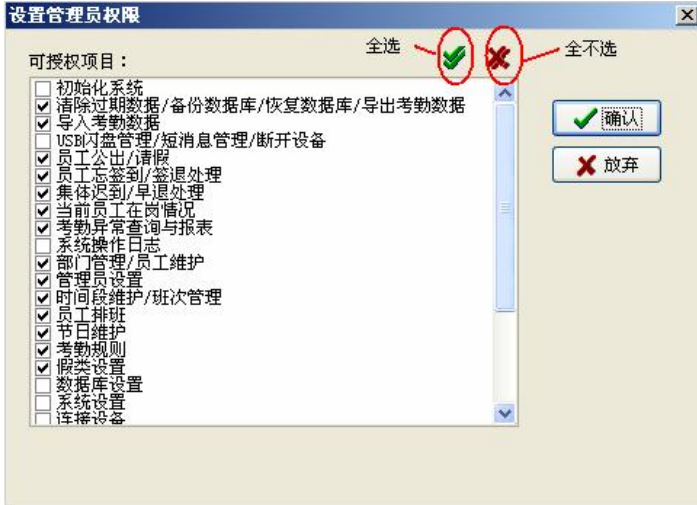 设置管理员权限
全选
全不选
可授权项目：
初始化系统
清除过期数据/备份数据库/恢复数据库/导出考勤数据
导入考勤数据
USB闪盘管理/短消息管理/断开设备
员工公出/请假
员工忘签到/签退处理
集体迟到/早退处理
当前员工在岗情况
考勤异常查询与报表
系统操作日志
部门管理/员工维护
管理员设置
时间段维护/班次管理
员工排班
节日维护
考勤规则
假类设置
数据库设置
系统设置
连接设备
确认
放弃